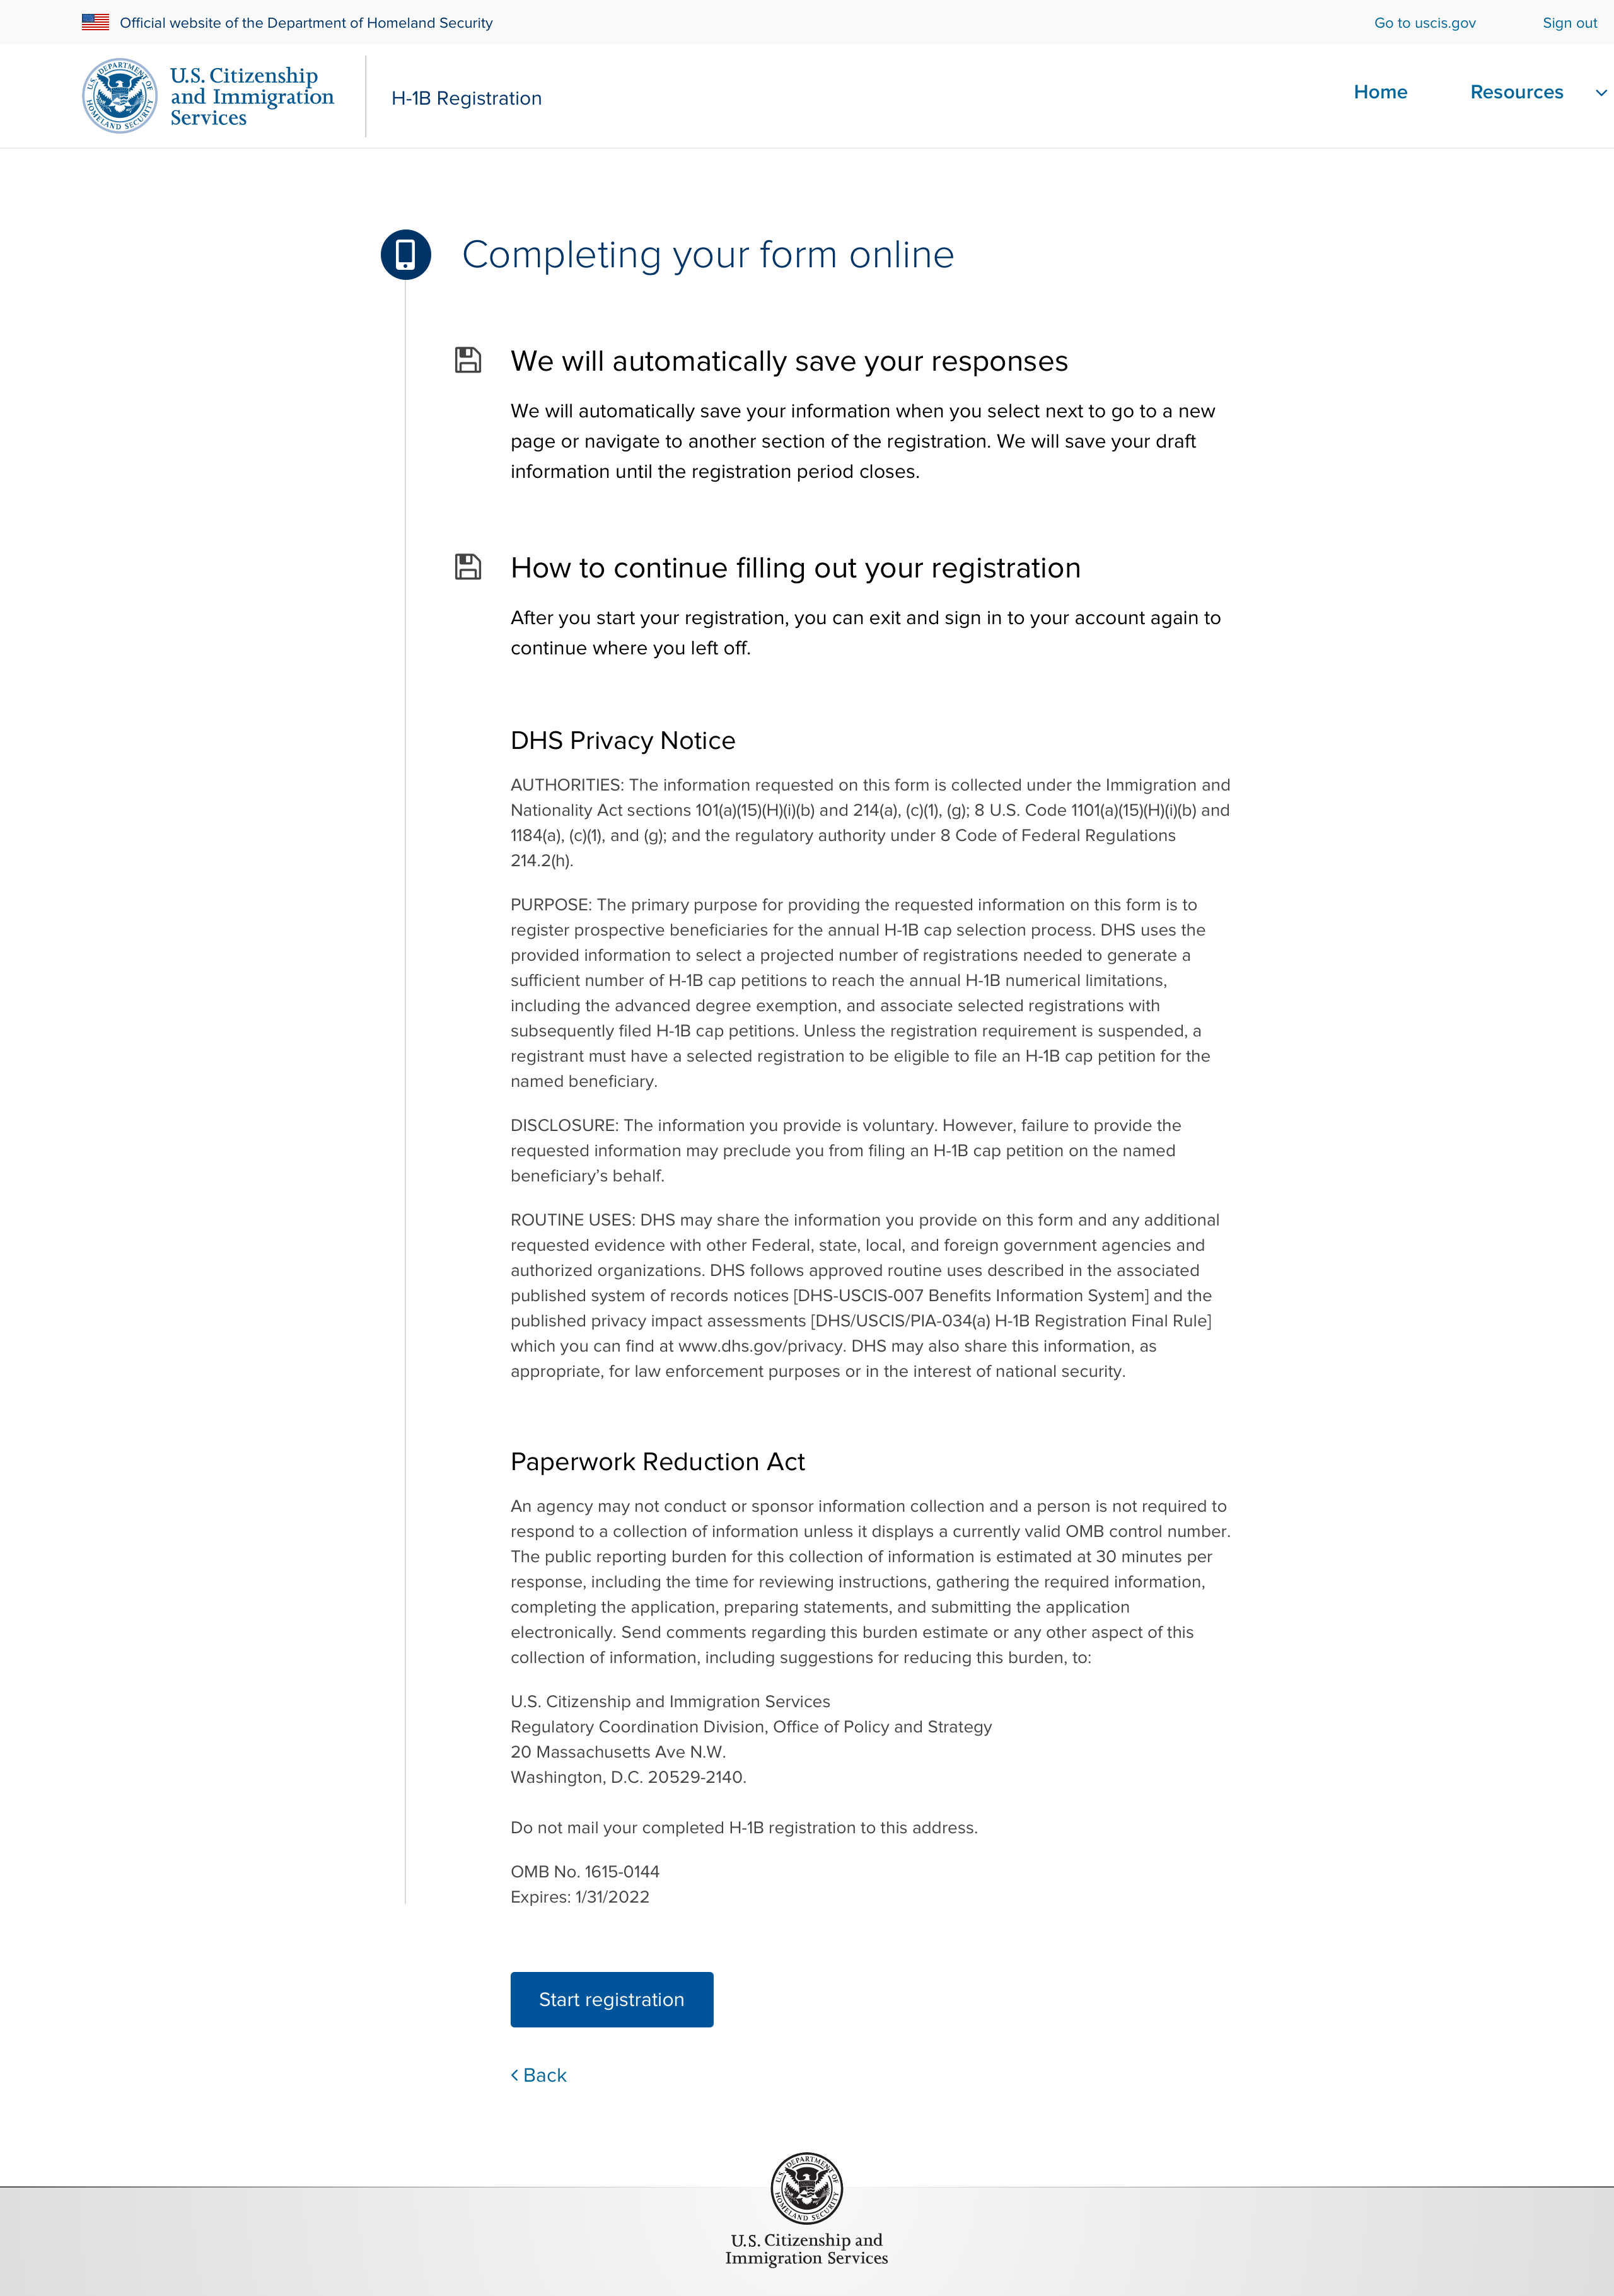 Official website of the Department of Homeland Security
Go to uscis.gov
Sign out
U.S. Citizenship
and Immigration
Services
H-1B Registration
Home
Resources
Completing your form online
We will automatically save your responses
We will automatically save your information when you select next to go to a new
page or navigate to another section of the registration. We will save your draft
information until the registration period closes.
How to continue filling out your registration
After you start your registration, you can exit and sign in to your account again to
continue where you left off.
DHS Privacy Notice
AUTHORITIES: The information requested on this form is collected under the Immigration and
Nationality Act sections 101(a)(15)(H)(i)(b) and 214(a), (c)(1), (g); 8 U.S. Code 1101(a)(15)(H)(i)(b) and
1184(a), (c)(1), and (g); and the regulatory authority under 8 Code of Federal Regulations
214.2(h).
PURPOSE: The primary purpose for providing the requested information on this form is to
register prospective beneficiaries for the annual H-1B cap selection process. DHS uses the
provided information to select a projected number of registrations needed to generate a
sufficient number of H-1B cap petitions to reach the annual H-1B numerical limitations,
including the advanced degree exemption, and associate selected registrations with
subsequently filed H-1B cap petitions. Unless the registration requirement is suspended, a
registrant must have a selected registration to be eligible to file an H-1B cap petition for the
named beneficiary.
DISCLOSURE: The information you provide is voluntary. However, failure to provide the
requested information may preclude you from filing an H-1B cap petition on the named
beneficiary’s behalf.
ROUTINE USES: DHS may share the information you provide on this form and any additional
requested evidence with other Federal, state, local, and foreign government agencies and
authorized organizations. DHS follows approved routine uses described in the associated
published system of records notices [DHS-USCIS-007 Benefits Information System] and the
published privacy impact assessments [DHS/USCIS/PIA-034(a) H-1B Registration Final Rule]
which you can find at www.dhs.gov/privacy. DHS may also share this information, as
appropriate, for law enforcement purposes or in the interest of national security.
Paperwork Reduction Act
An agency may not conduct or sponsor information collection and a person is not required to
respond to a collection of information unless it displays a currently valid OMB control number.
The public reporting burden for this collection of information is estimated at 30 minutes per
response, including the time for reviewing instructions, gathering the required information,
completing the application, preparing statements, and submitting the application
electronically. Send comments regarding this burden estimate or any other aspect of this
collection of information, including suggestions for reducing this burden, to:
U.S. Citizenship and Immigration Services
Regulatory Coordination Division, Office of Policy and Strategy
20 Massachusetts Ave N.W.
Washington, D.C. 20529-2140.
Do not mail your completed H-1B registration to this address.
OMB No. 1615-0144
Expires: 1/31/2022
Start registration
< Back
U.S. DEPARTMENT OF HOMELAND SECURITY
U.S. Citizenship and
Immigration Services